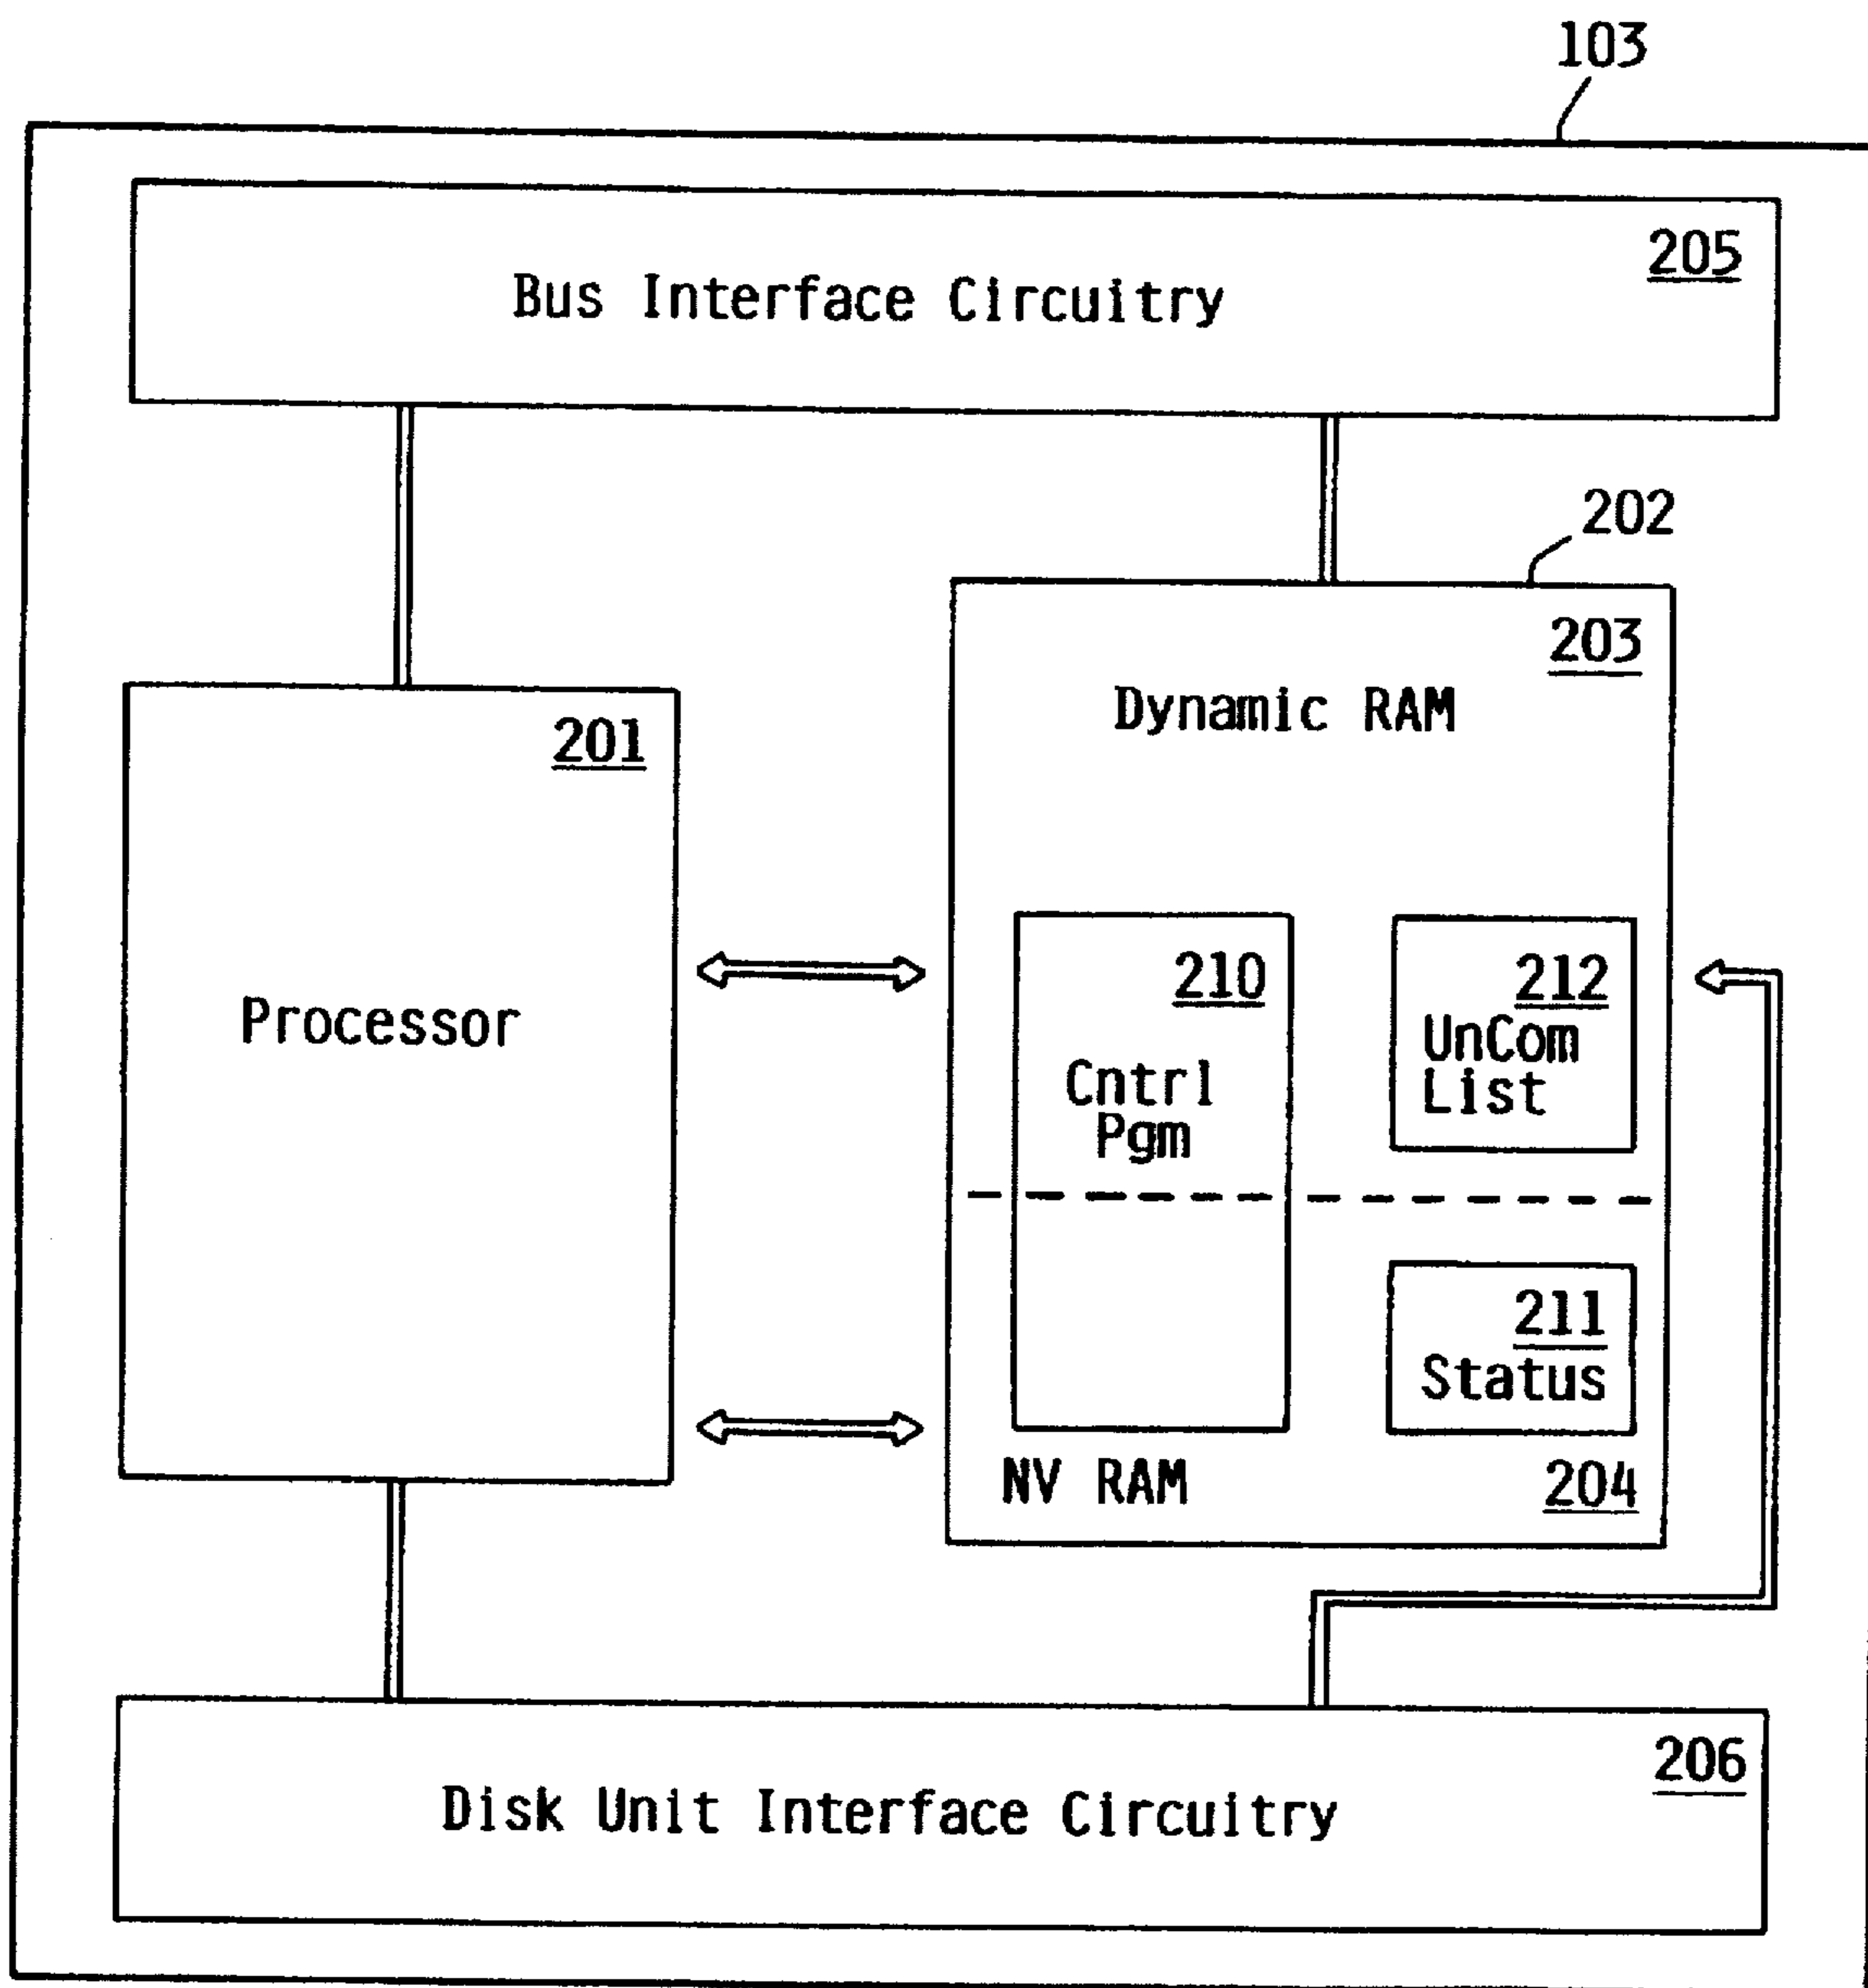 103
205
Bus Interface Circuitry
202
203
Dynamic RAM
201
Processor
210
Cntrl
Pgm
212
UnCom
List
211
Status
NV RAM
204
206
Disk Unit Interface Circuitry